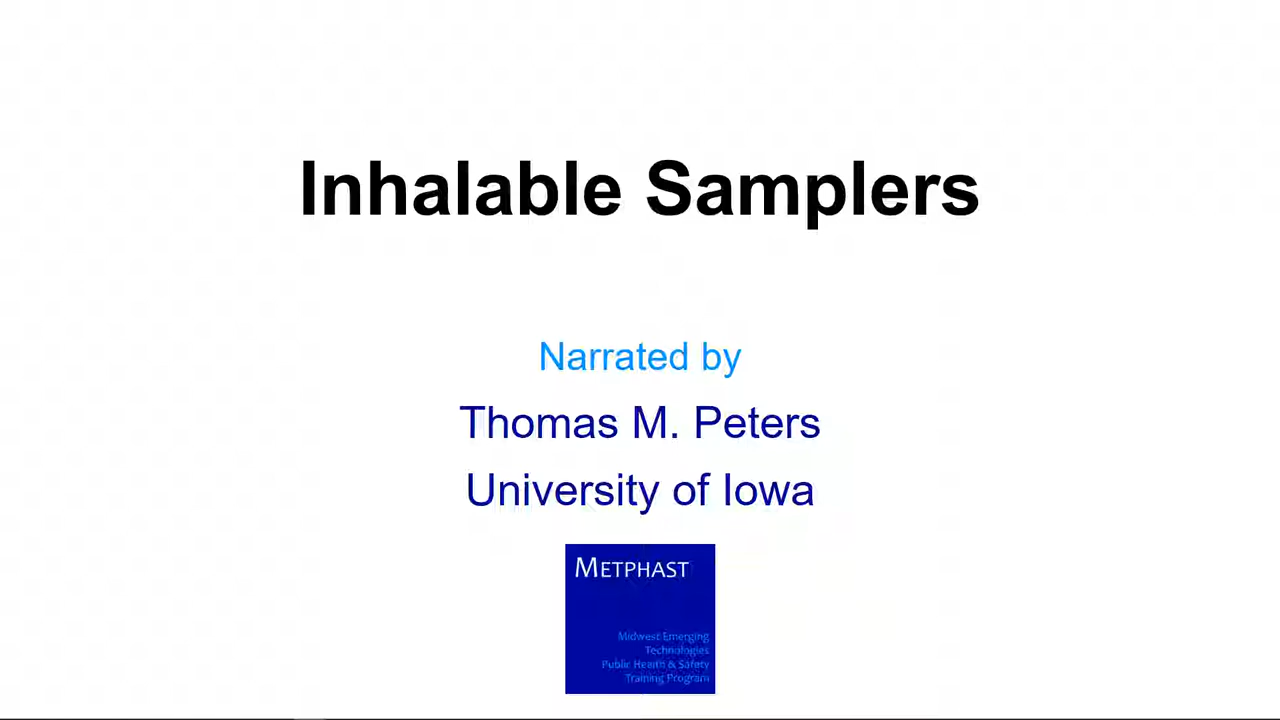 Inhalable Samplers
Narrated by
Thomas M. Peters
University of Iowa
METPHAST
Midwest Emerging
Technologies
Public Health & Safety
Training Program